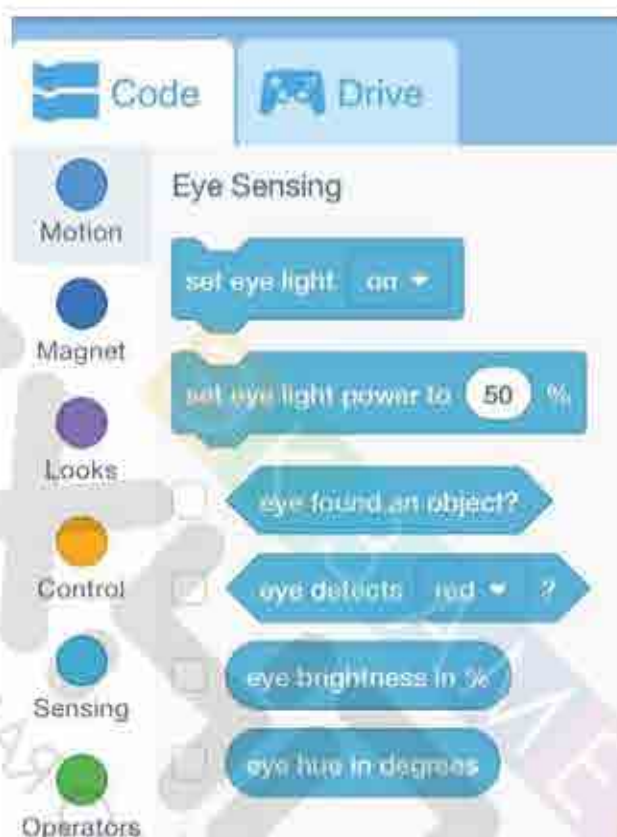 Code
Drive
Motion
Magnet
Looks
Control
Sensing
Operators
Eye Sensing
set eye light on
set eye light power to 50 %
eye found an object?
eye detects red ?
eye brightness in %
eye hue in degrees